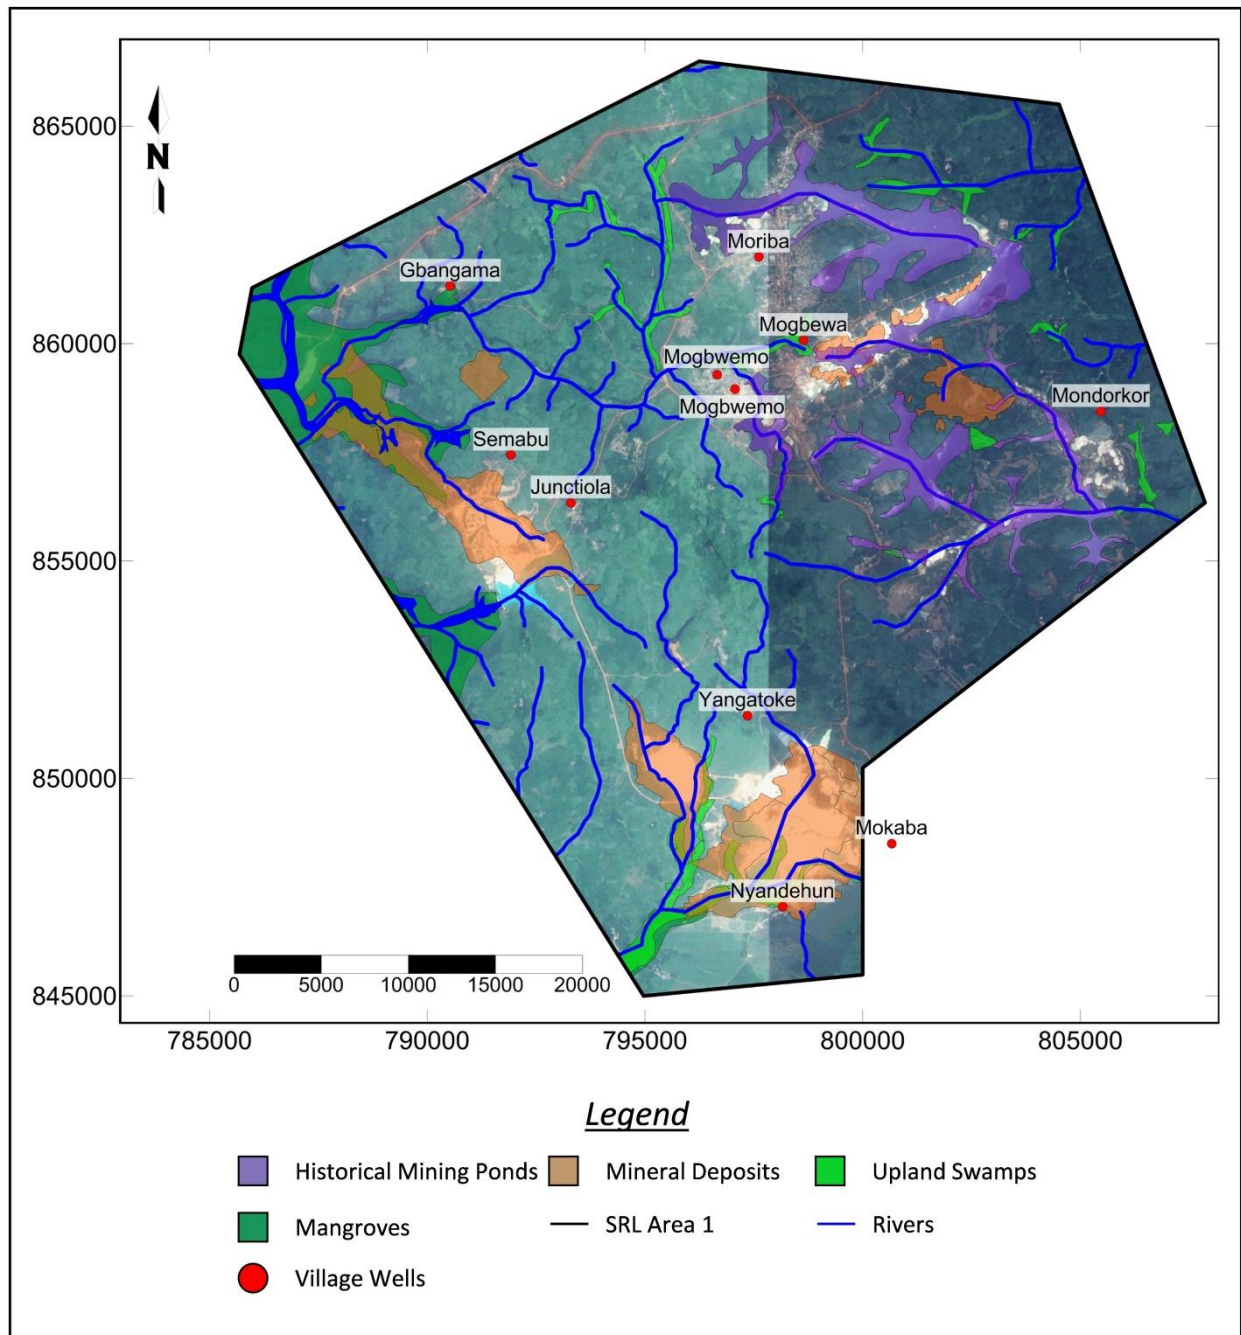 865000
N
Moriba
Gbangama
860000
Mogbewa
Mogbwemo
Mogbwemo
Mondorkor
Semabu
Junctiola
855000
Yangatoke
850000
Mokaba
Nyandehun
0 5000 10000 15000 20000
845000
785000 790000 795000 800000 805000
Legend
Historical Mining Ponds Mineral Deposits Upland Swamps
Mangroves SRL Area 1 Rivers
Village Wells